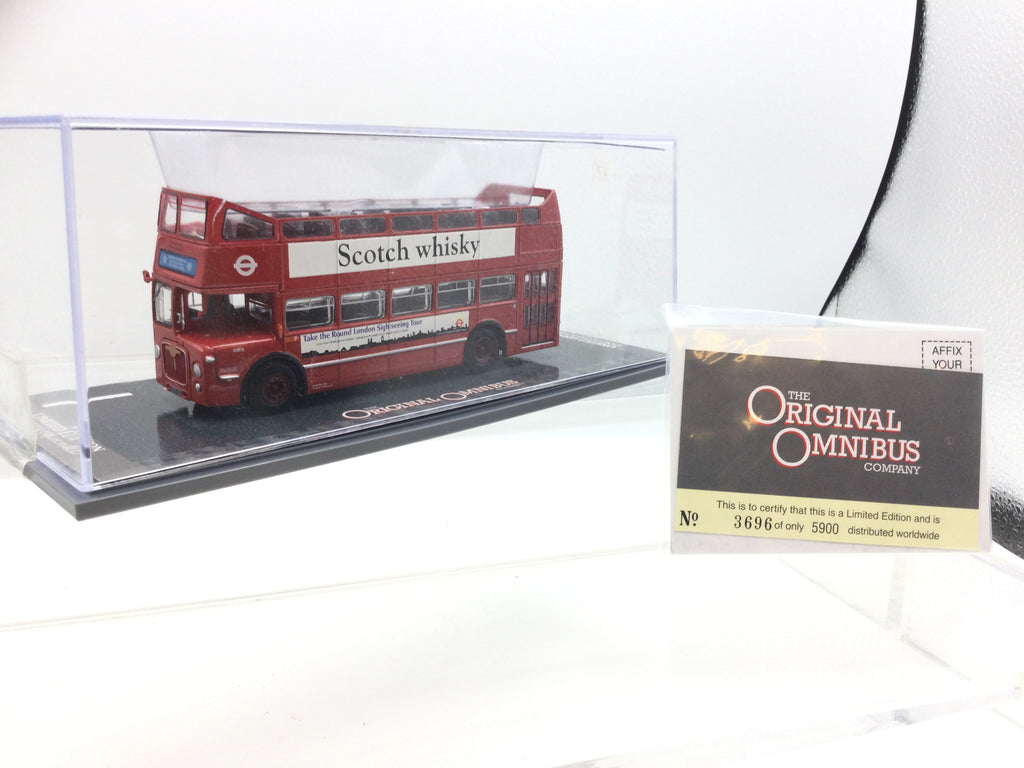 Scotch whisky
Take the Round London Sightseeing Tour
ORIGINAL OMNIBUS
AFFIX
YOUR
THE
ORIGINAL
OMNIBUS
COMPANY
This is to certify that this is a Limited Edition and is
No. 3696 of only 5900 distributed worldwide